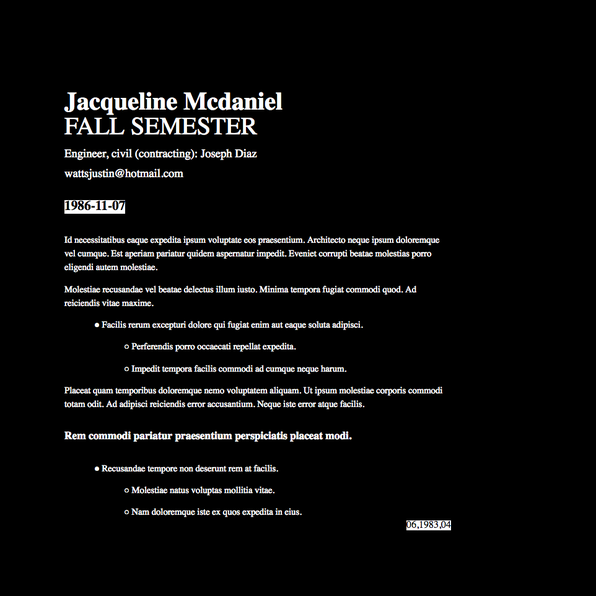 Jacqueline Mcdaniel
FALL SEMESTER
Engineer, civil (contracting): Joseph Diaz
wattsjustin@hotmail.com
1986-11-07
Id necessitatibus eaque expedita ipsum voluptate eos praesentium. Architecto neque ipsum doloremque
vel cumque. Est aperiam pariatur quidem aspernatur impedit. Eveniet corrupti beatae molestias porro
eligendi autem molestiae.
Molestiae recusandae vel beatae delectus illum iusto. Minima tempora fugiat commodi quod. Ad
reiciendis vitae maxime.
Facilis rerum excepturi dolore qui fugiat enim aut eaque soluta adipisci.
Perferendis porro occaecati repellat expedita.
Impedit tempora facilis commodi ad cumque neque harum.
Placeat quam temporibus doloremque nemo voluptatem aliquam. Ut ipsum molestiae corporis commodi
totam odit. Ad adipisci reiciendis error accusantium. Neque iste error atque facilis.
Rem commodi pariatur praesentium perspiciatis placeat modi.
Recusandae tempore non deserunt rem at facilis.
Molestiae natus voluptas mollitia vitae.
Nam doloremque iste ex quos expedita in eius.
06,1983,04